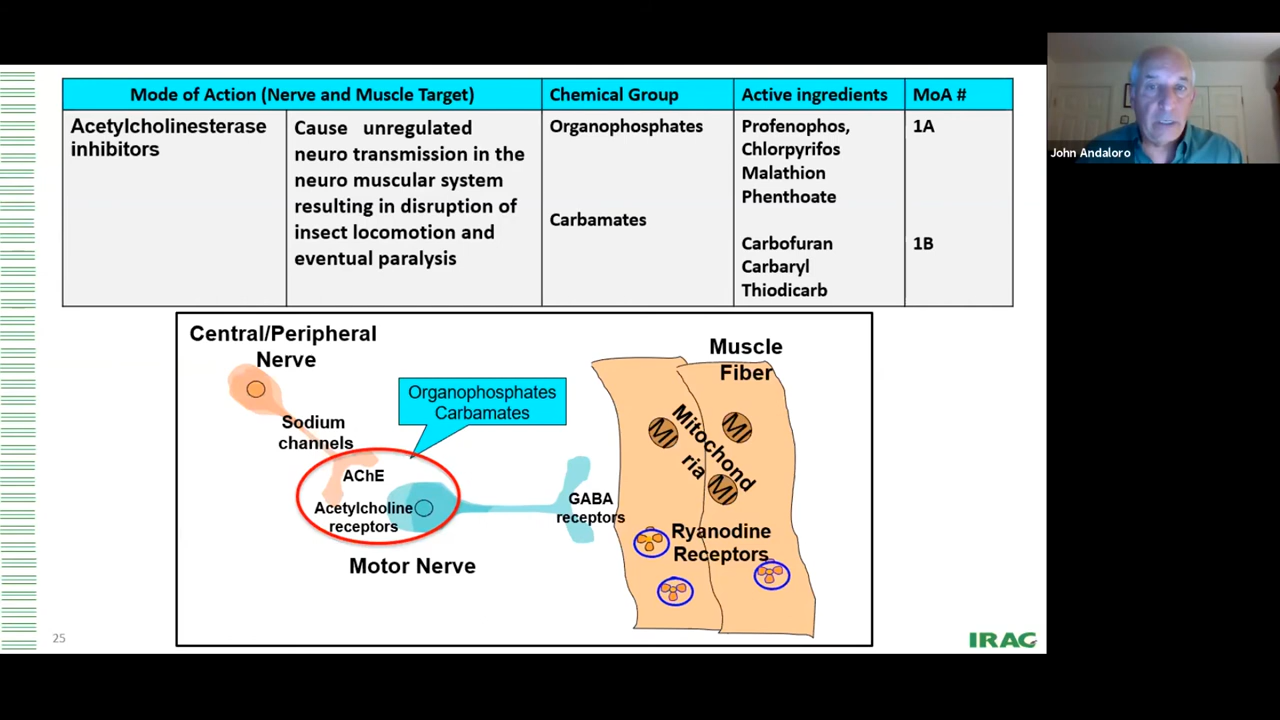 Mode of Action (Nerve and Muscle Target)
Chemical Group
Active ingredients
MoA #
Acetylcholinesterase
inhibitors
Cause unregulated
neuro transmission in the
neuro muscular system
resulting in disruption of
insect locomotion and
eventual paralysis
Organophosphates
Carbamates
Profenophos,
Chlorpyrifos
Malathion
Phenthoate
Carbofuran
Carbaryl
Thiodicarb
1A
1B
John Andaloro
Central/Peripheral
Nerve
Organophosphates
Carbamates
Sodium
channels
AChE
Acetylcholine
receptors
Motor Nerve
GABA
receptors
Muscle
Fiber
Mitochond
ria
MI
MI
MI
Ryanodine
Receptors
25
IRAC